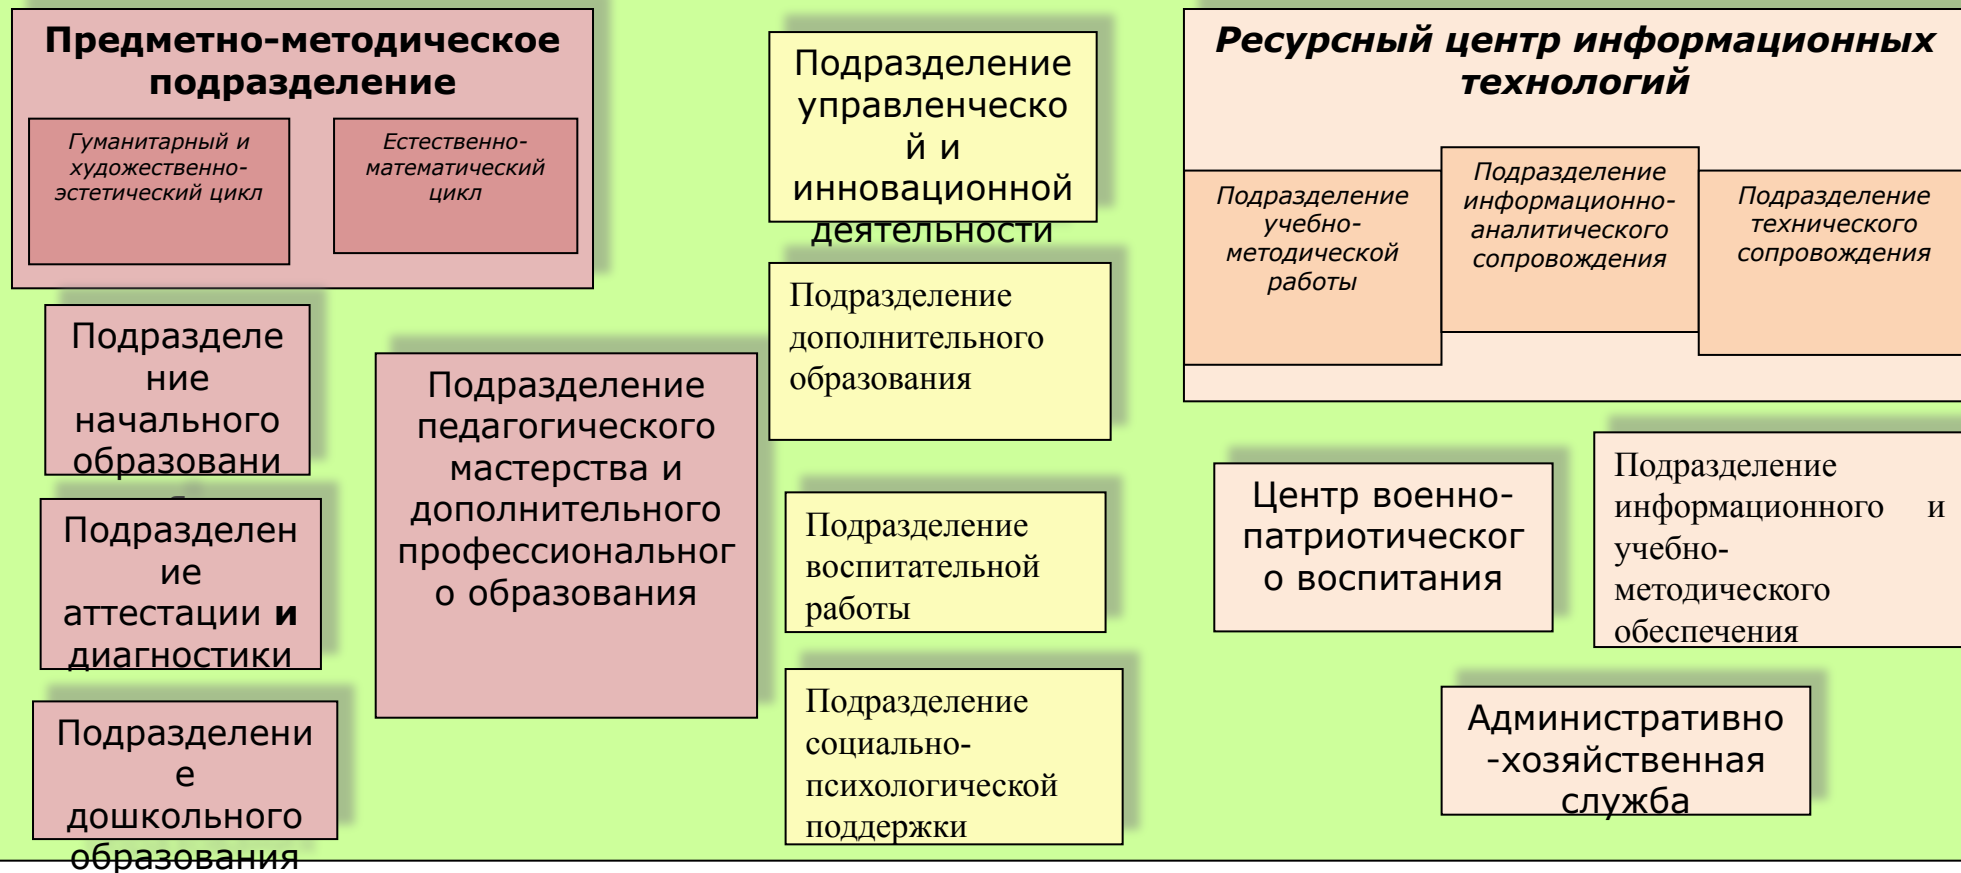 Предметно-методическое
подразделение
Гуманитарный и
художественно-
эстетический цикл
Естественно-
математический
цикл
Подразделе
ние
начального
образовани
Подразделен
ие
аттестации и
диагностики
Подразделени
е
дошкольного
образования
Подразделение
педагогического
мастерства и
дополнительного
профессиональног
о образования
Подразделение
управленческо
й и
инновационной
деятельности
Подразделение
дополнительного
образования
Подразделение
воспитательной
работы
Подразделение
социально-
психологической
поддержки
Ресурсный центр информационных
технологий
Подразделение
учебно-
методической
работы
Подразделение
информационно-
аналитического
сопровождения
Подразделение
технического
сопровождения
Центр военно-
патриотическог
о воспитания
Подразделение
информационного и
учебно-
методического
обеспечения
Административно
-хозяйственная
служба